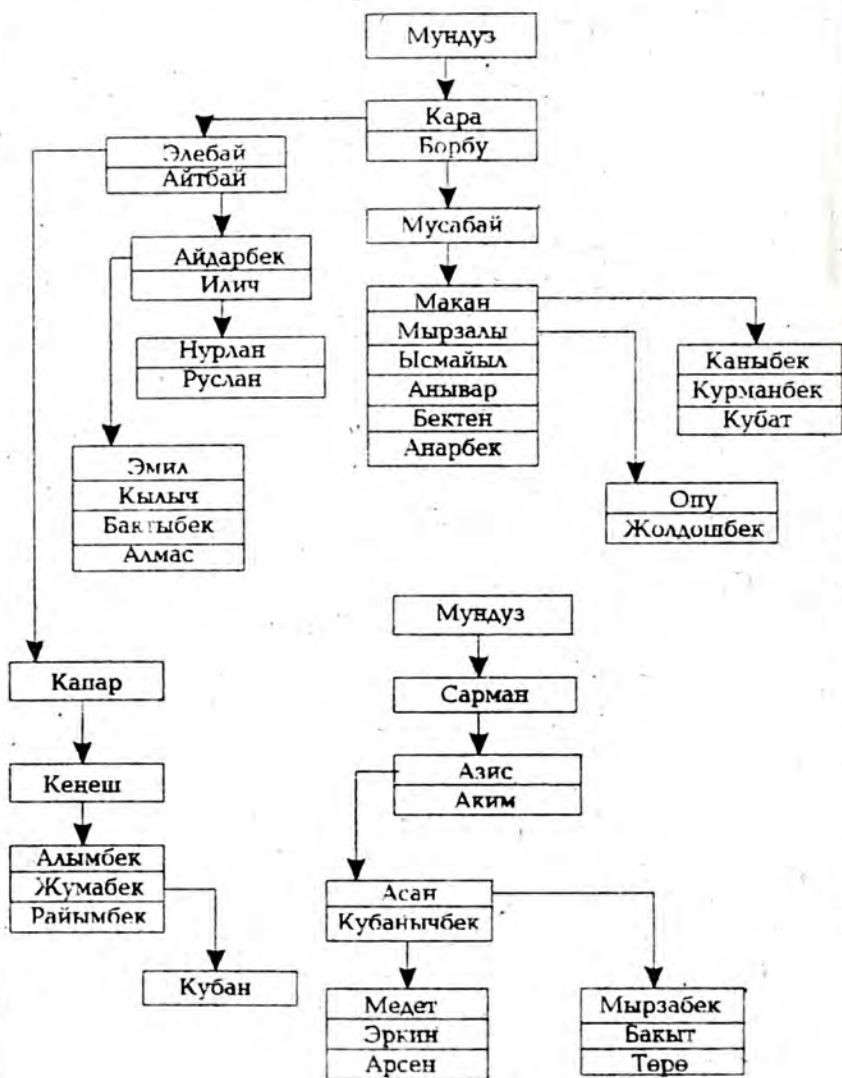 Мундуз
Кара
Борбу
Элебай
Айтбай
Мусабай
Айдарбек
Илич
Макан
Мырзалы
Ысмайыл
Анывар
Бектен
Анарбек
Нурлан
Руслан
Каныбек
Курманбек
Кубат
Эмил
Кылыч
Бактыбек
Алмас
Опу
Жолдошбек
Мундуз
Капар
Сарман
Кенеш
Азис
Аким
Алымбек
Жумабек
Райымбек
Асан
Кубанычбек
Кубан
Медет
Эркин
Арсен
Мырзабек
Бакыт
Төрө